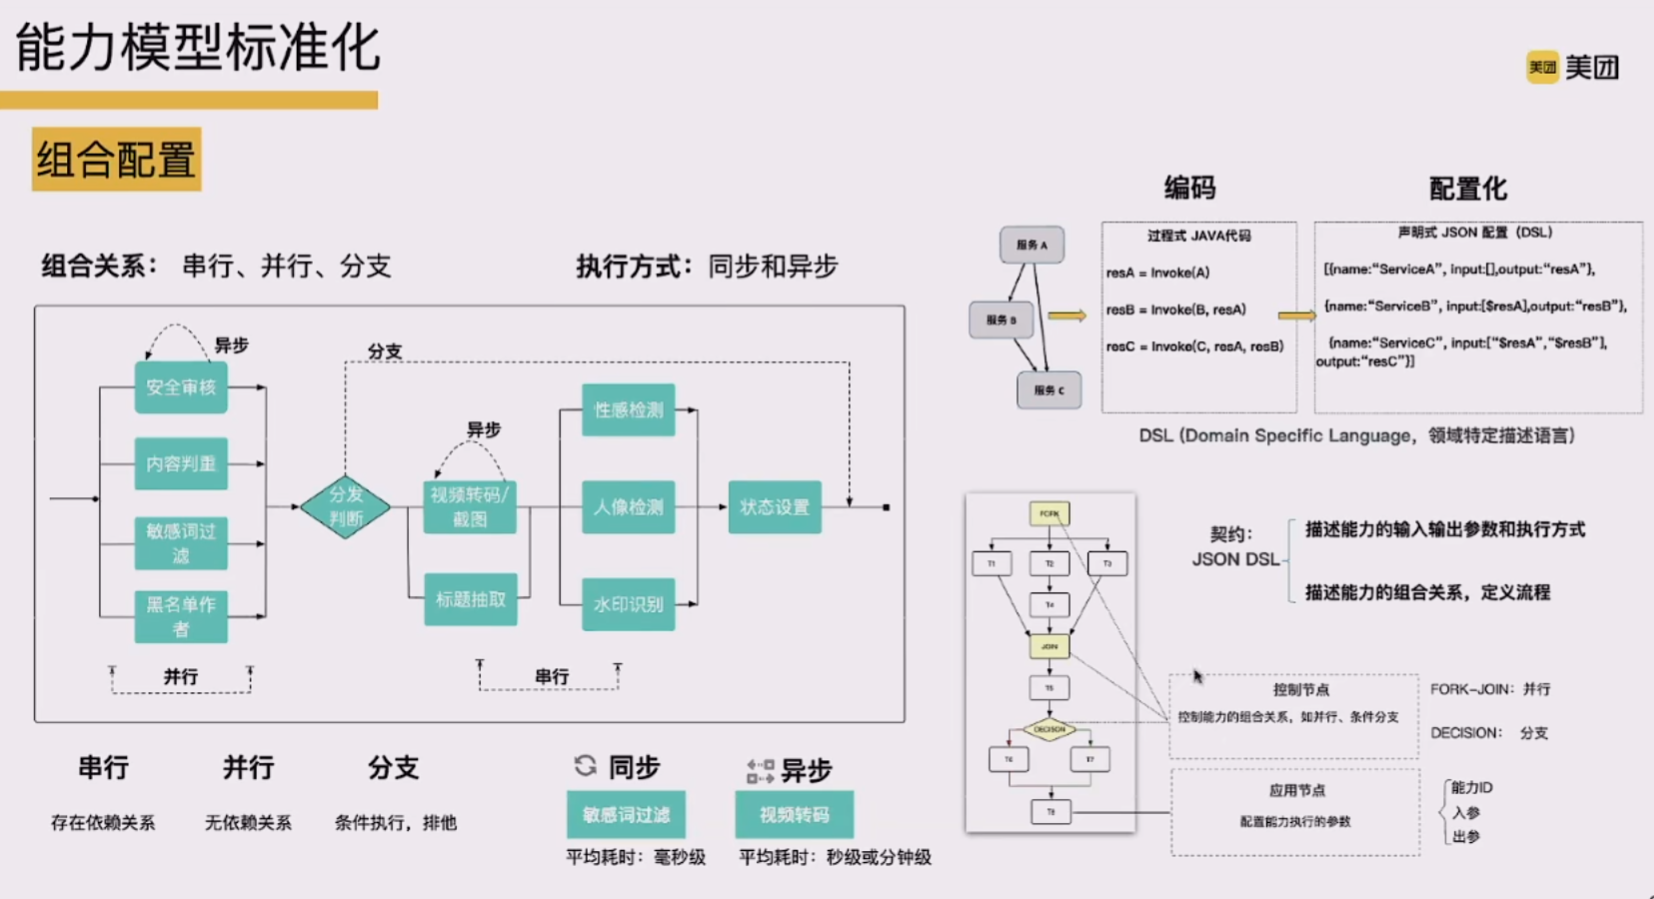 能力模型标准化
美团 美团
组合配置
组合关系： 串行、并行、分支
执行方式：同步和异步
异步
安全审核
内容判重
敏感词过
滤
黑名单作
者
并行
分支
分发
判断
异步
视频转码/
截图
标题抽取
串行
性感检测
人像检测
水印识别
状态设置
串行
存在依赖关系
并行
无依赖关系
分支
条件执行，排他
同步
敏感词过滤
平均耗时：毫秒级
异步
视频转码
平均耗时：秒级或分钟级
服务 A
服务 B
服务 C
编码
过程式 JAVA代码
resA = Invoke(A)
resB = Invoke(B, resA)
resC = Invoke(C, resA, resB)
配置化
声明式 JSON 配置（DSL）
[{name:“ServiceA”, input:[],output:“resA”},
{name:“ServiceB”, input:[$resA],output:“resB”},
{name:“ServiceC”, input:[“$resA”,“$resB”],
output:“resC”}]
DSL (Domain Specific Language，领域特定描述语言)
FORK
T1
T2
T3
T4
JOIN
T5
DECISION
T6
T7
T8
契约：
JSON DSL
描述能力的输入输出参数和执行方式
描述能力的组合关系，定义流程
控制节点
控制能力的组合关系，如并行、条件分支
FORK-JOIN：并行
DECISION： 分支
应用节点
配置能力执行的参数
能力ID
入参
出参